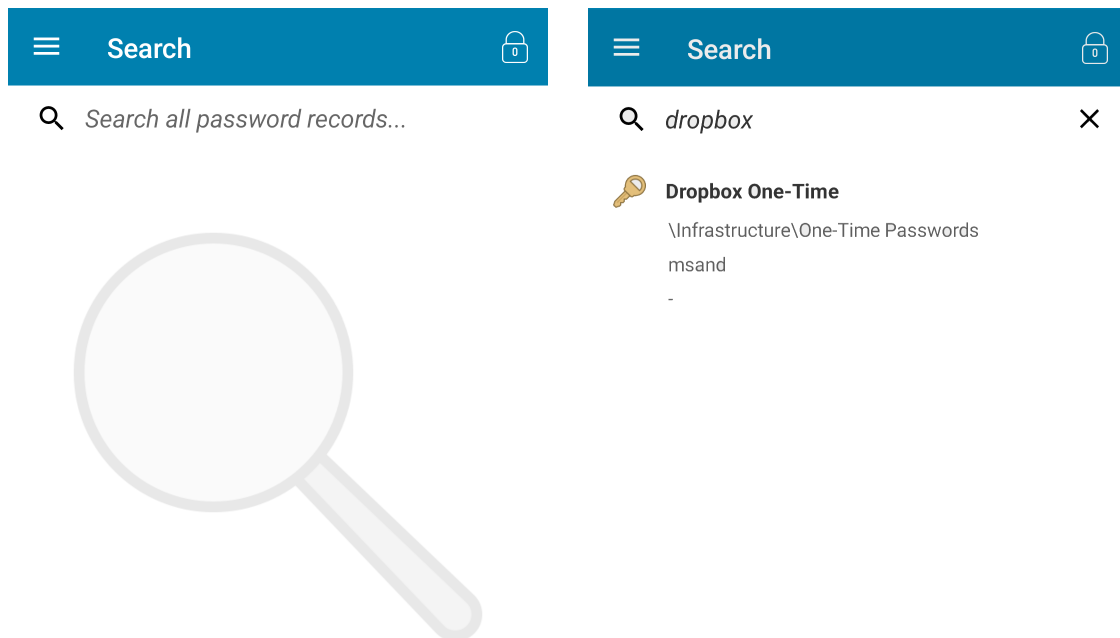 Search
0
Search all password records...
Search
0
dropbox
Dropbox One-Time
\Infrastructure\One-Time Passwords
msand
-